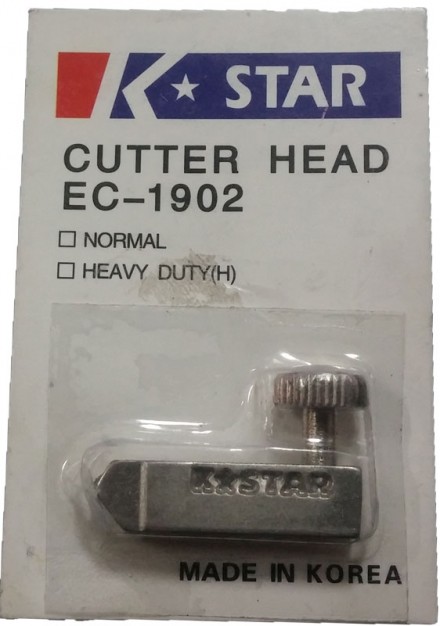 K★STAR
CUTTER HEAD
EC-1902
☐ NORMAL
☐ HEAVY DUTY(H)
K★STAR
MADE IN KOREA